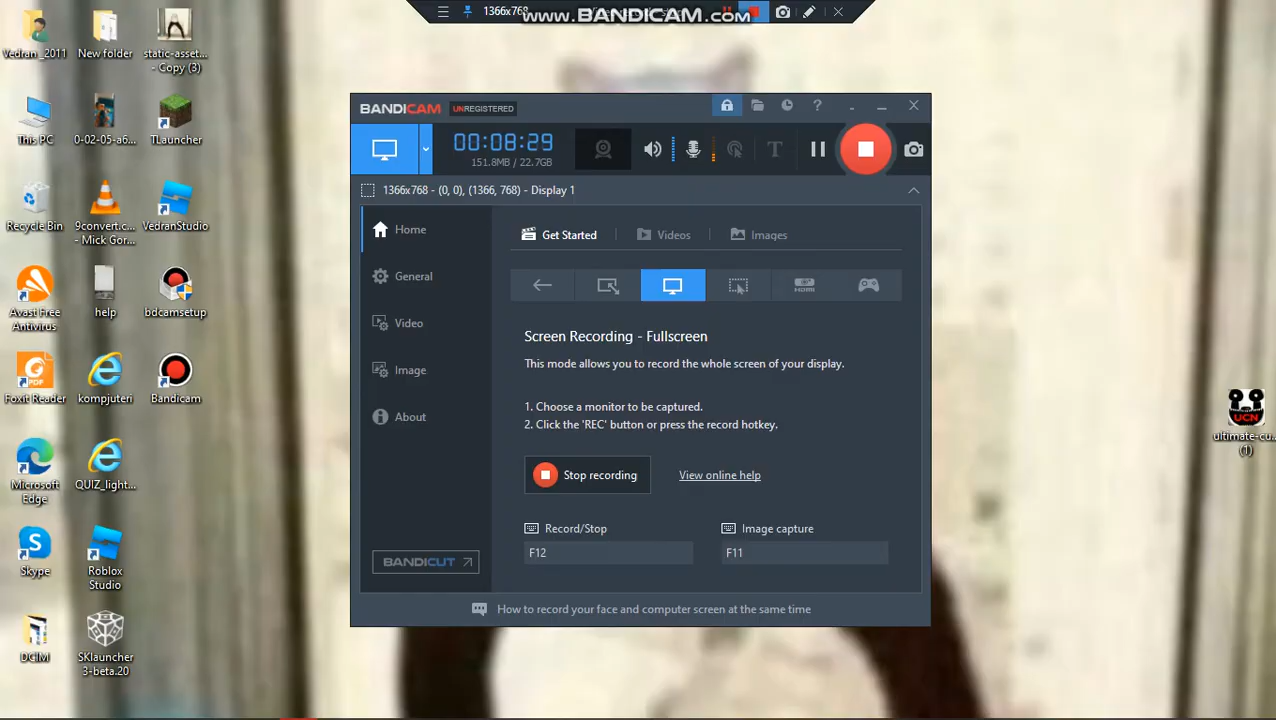 1366x768
www.BANDICAM.com
Vedran_2011
New folder
static-asset...
- Copy (3)
This PC
0-02-05-a6...
TLauncher
Recycle Bin
9convert.c...
- Mick Gor...
VedranStudio
Avast Free
Antivirus
help
bdcamsetup
Foxit Reader
kompjuteri
Bandicam
Microsoft
Edge
QUIZ_light...
Skype
Roblox
Studio
DCIM
SKlauncher
3-beta.20
BANDICAM UNREGISTERED
00:08:29
151.8MB / 22.7GB
1366x768 - (0, 0), (1366, 768) - Display 1
Home
General
Video
Image
About
BANDICUT
Get Started
Videos
Images
HDMI
Screen Recording - Fullscreen
This mode allows you to record the whole screen of your display.
1. Choose a monitor to be captured.
2. Click the 'REC' button or press the record hotkey.
Stop recording
View online help
Record/Stop
Image capture
F12
F11
How to record your face and computer screen at the same time
UCN
ultimate-cu...
(1)